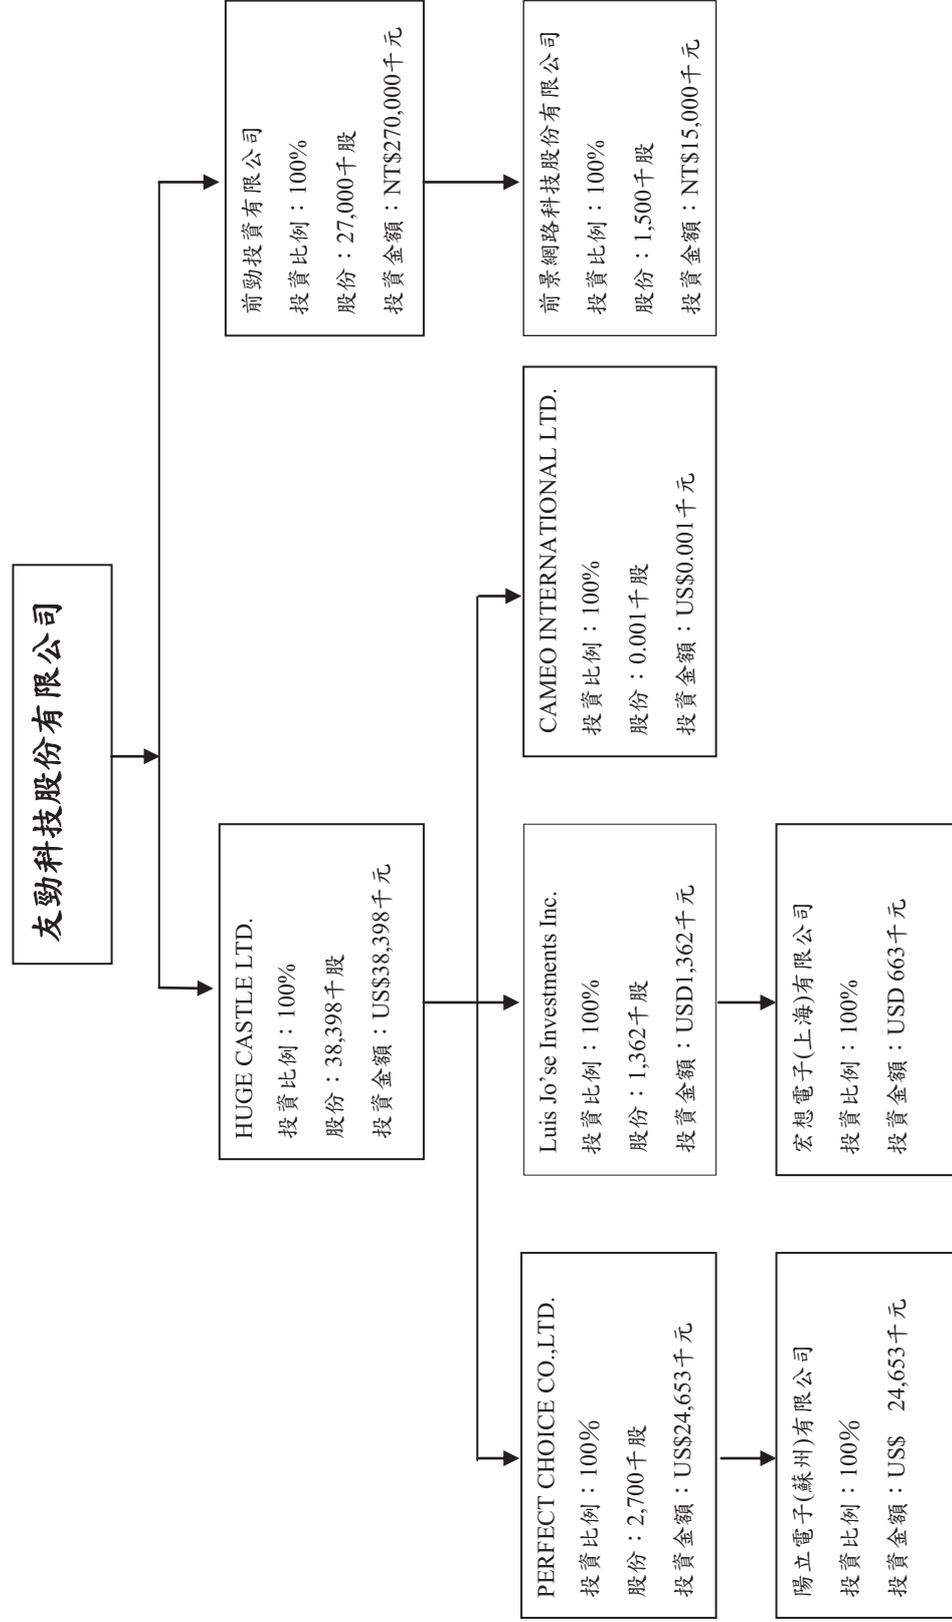 友勁科技股份有限公司
HUGE CASTLE LTD.
投資比例：100%
股份：38,398千股
投資金額：US$38,398千元
前勁投資有限公司
投資比例：100%
股份：27,000千股
投資金額：NT$270,000千元
PERFECT CHOICE CO.,LTD.
投資比例：100%
股份：2,700千股
投資金額：US$24,653千元
Luis Jo’se Investments Inc.
投資比例：100%
股份：1,362千股
投資金額：USD1,362千元
CAMEO INTERNATIONAL LTD.
投資比例：100%
股份：0.001千股
投資金額：US$0.001千元
前景網路科技股份有限公司
投資比例：100%
股份：1,500千股
投資金額：NT$15,000千元
陽立電子(蘇州)有限公司
投資比例：100%
投資金額：US$ 24,653千元
宏想電子(上海)有限公司
投資比例：100%
投資金額：USD 663千元